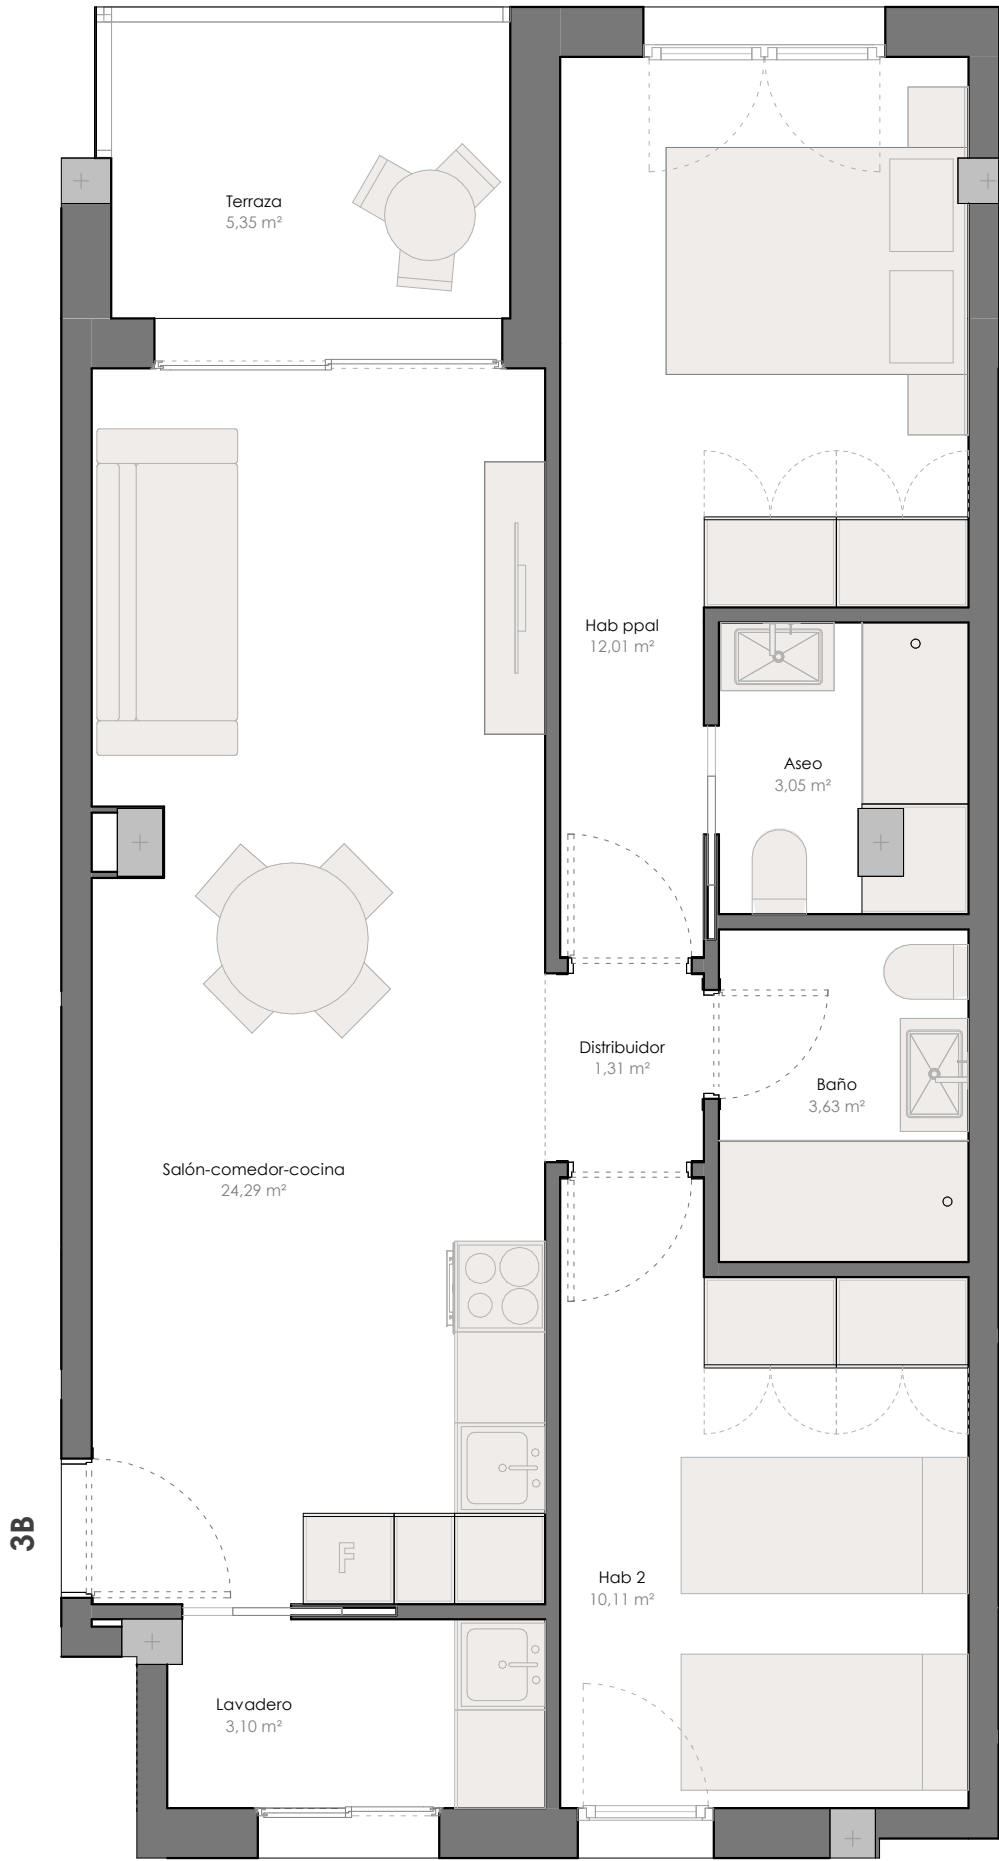 Terraza
5,35 m²
Hab ppal
12,01 m²
Aseo
3,05 m²
Distribuidor
1,31 m²
Baño
3,63 m²
Salón-comedor-cocina
24,29 m²
3B
F
Hab 2
10,11 m²
Lavadero
3,10 m²